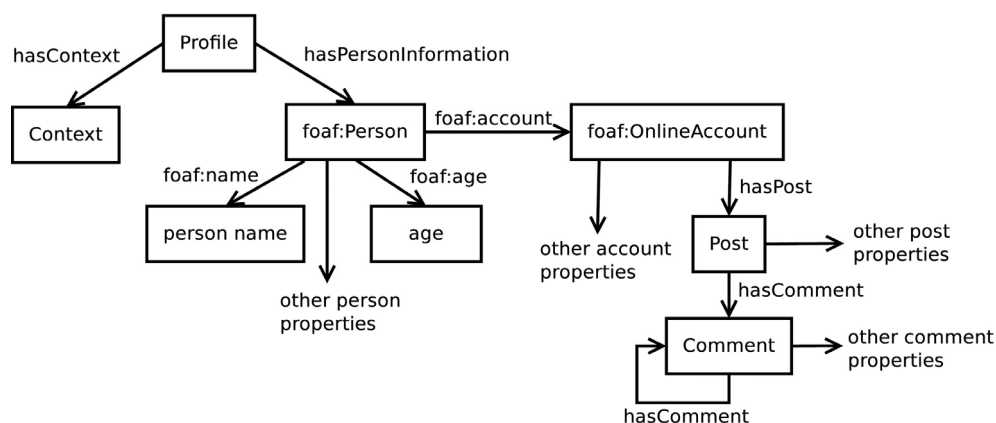 Profile
hasContext
hasPersonInformation
Context
foaf:Person
foaf:account
foaf:OnlineAccount
foaf:name
foaf:age
hasPost
person name
age
other account
properties
Post
other post
properties
other person
properties
hasComment
Comment
other comment
properties
hasComment